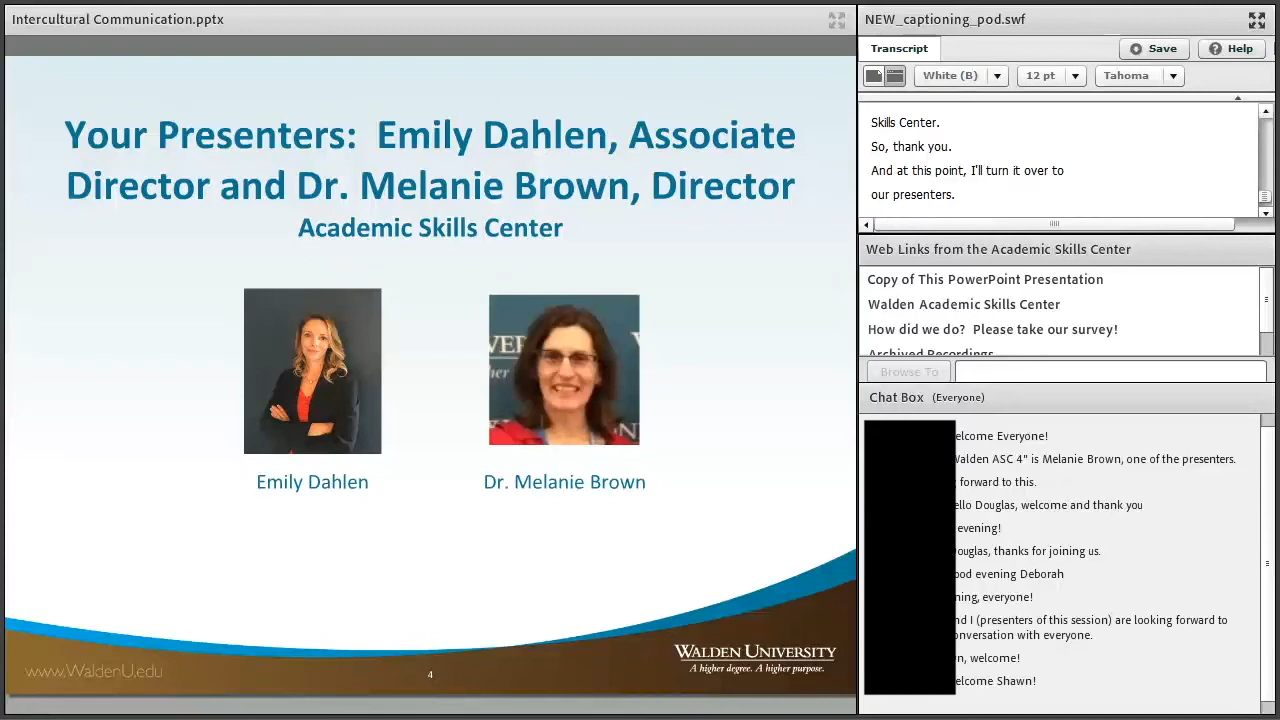 Intercultural Communication.pptx
Your Presenters:  Emily Dahlen, Associate
Director and Dr. Melanie Brown, Director
Academic Skills Center
Emily Dahlen
Dr. Melanie Brown
www.WaldenU.edu
4
WALDEN UNIVERSITY
A higher degree. A higher purpose.
NEW_captioning_pod.swf
Transcript
Save
Help
White (B)
12 pt
Tahoma
Skills Center.
So, thank you.
And at this point, I'll turn it over to
our presenters.
Web Links from the Academic Skills Center
Copy of This PowerPoint Presentation
Walden Academic Skills Center
How did we do?  Please take our survey!
Archived Recordings
Browse To
Chat Box (Everyone)
elcome Everyone!
Walden ASC 4" is Melanie Brown, one of the presenters.
forward to this.
ello Douglas, welcome and thank you
evening!
ouglas, thanks for joining us.
ood evening Deborah
ning, everyone!
nd I (presenters of this session) are looking forward to
onversation with everyone.
n, welcome!
elcome Shawn!